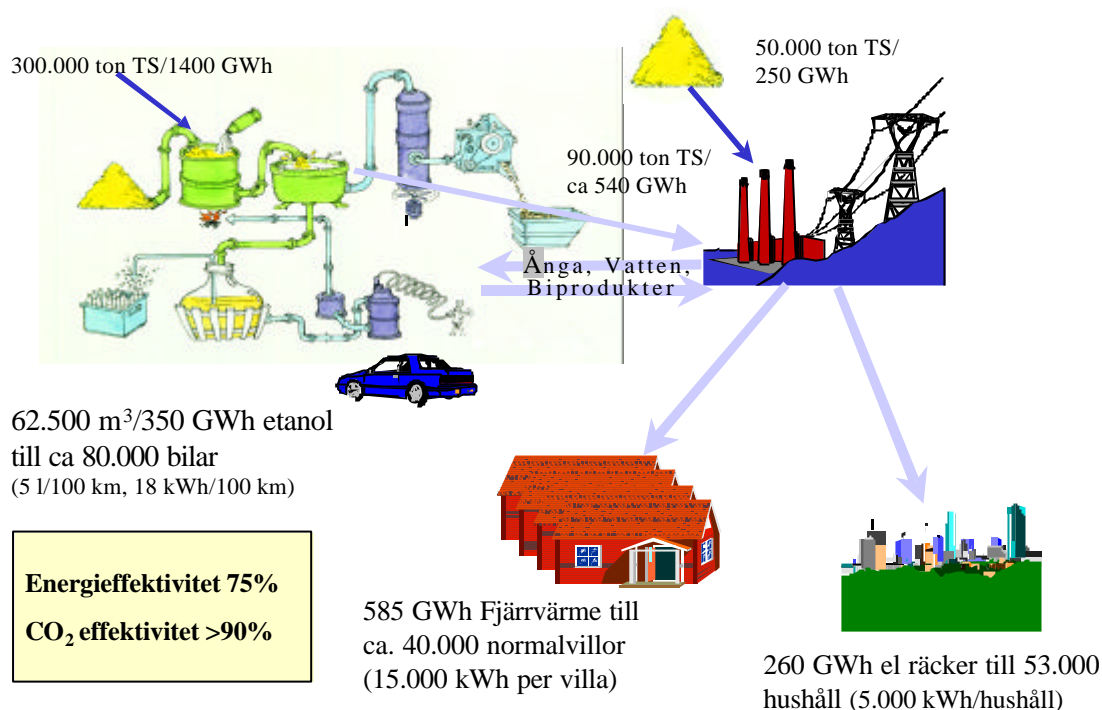 300.000 ton TS/1400 GWh
50.000 ton TS/
250 GWh
90.000 ton TS/
ca 540 GWh
Ånga, Vatten,
Biprodukter
62.500 m³/350 GWh etanol
till ca 80.000 bilar
(5 l/100 km, 18 kWh/100 km)
Energieffektivitet 75%
CO₂ effektivitet >90%
585 GWh Fjärrvärme till
ca. 40.000 normalvillor
(15.000 kWh per villa)
260 GWh el räcker till 53.000
hushåll (5.000 kWh/hushåll)